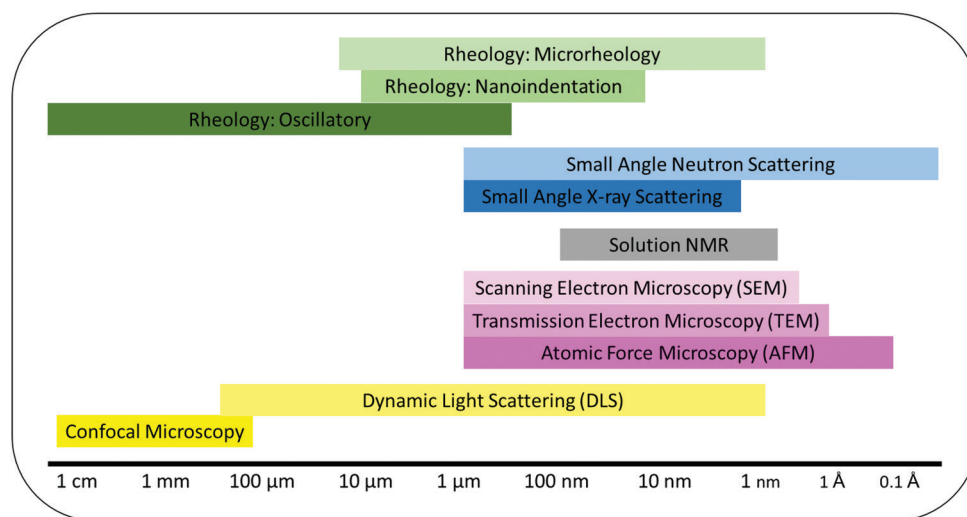 Rheology: Microrheology
Rheology: Nanoindentation
Rheology: Oscillatory
Small Angle Neutron Scattering
Small Angle X-ray Scattering
Solution NMR
Scanning Electron Microscopy (SEM)
Transmission Electron Microscopy (TEM)
Atomic Force Microscopy (AFM)
Dynamic Light Scattering (DLS)
Confocal Microscopy
1 cm 1 mm 100 μm 10 μm 1 μm 100 nm 10 nm 1 nm 1 Å 0.1 Å